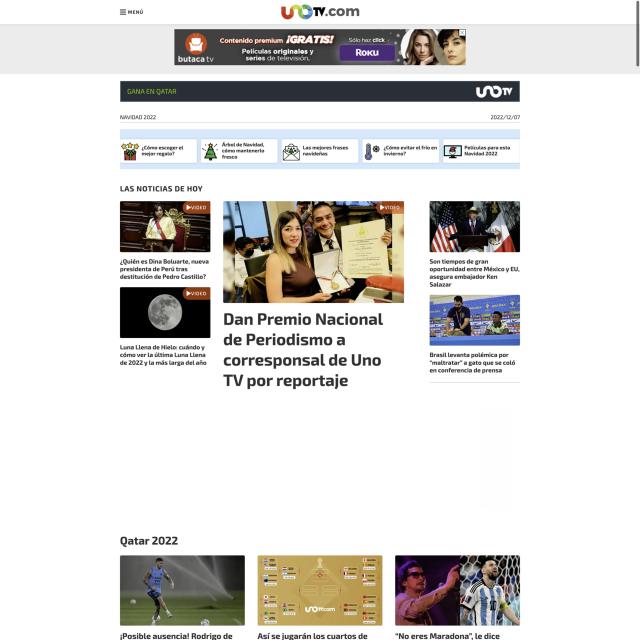 MENÚ
UNOTV.com
Contenido premium ¡GRATIS!
Películas originales y
series de televisión.
Sólo haz click
ROKU
butaca tv
GANA EN QATAR
UNOTV
NAVIDAD 2022
2022/12/07
¿Cómo escoger el
mejor regalo?
Árbol de Navidad,
cómo mantenerlo
fresco
Las mejores frases
navideñas
¿Cómo evitar el frío en
invierno?
Películas para esta
Navidad 2022
LAS NOTICIAS DE HOY
VIDEO
¿Quién es Dina Boluarte, nueva
presidenta de Perú tras
destitución de Pedro Castillo?
VIDEO
Luna Llena de Hielo: cuándo y
cómo ver la última Luna Llena
de 2022 y la más larga del año
VIDEO
Dan Premio Nacional
de Periodismo a
corresponsal de Uno
TV por reportaje
Son tiempos de gran
oportunidad entre México y EU,
asegura embajador Ken
Salazar
Brasil levanta polémica por
“maltratar” a gato que se coló
en conferencia de prensa
Qatar 2022
UNOTV.com
¡Posible ausencia! Rodrigo de
Así se jugarán los cuartos de
“No eres Maradona”, le dice